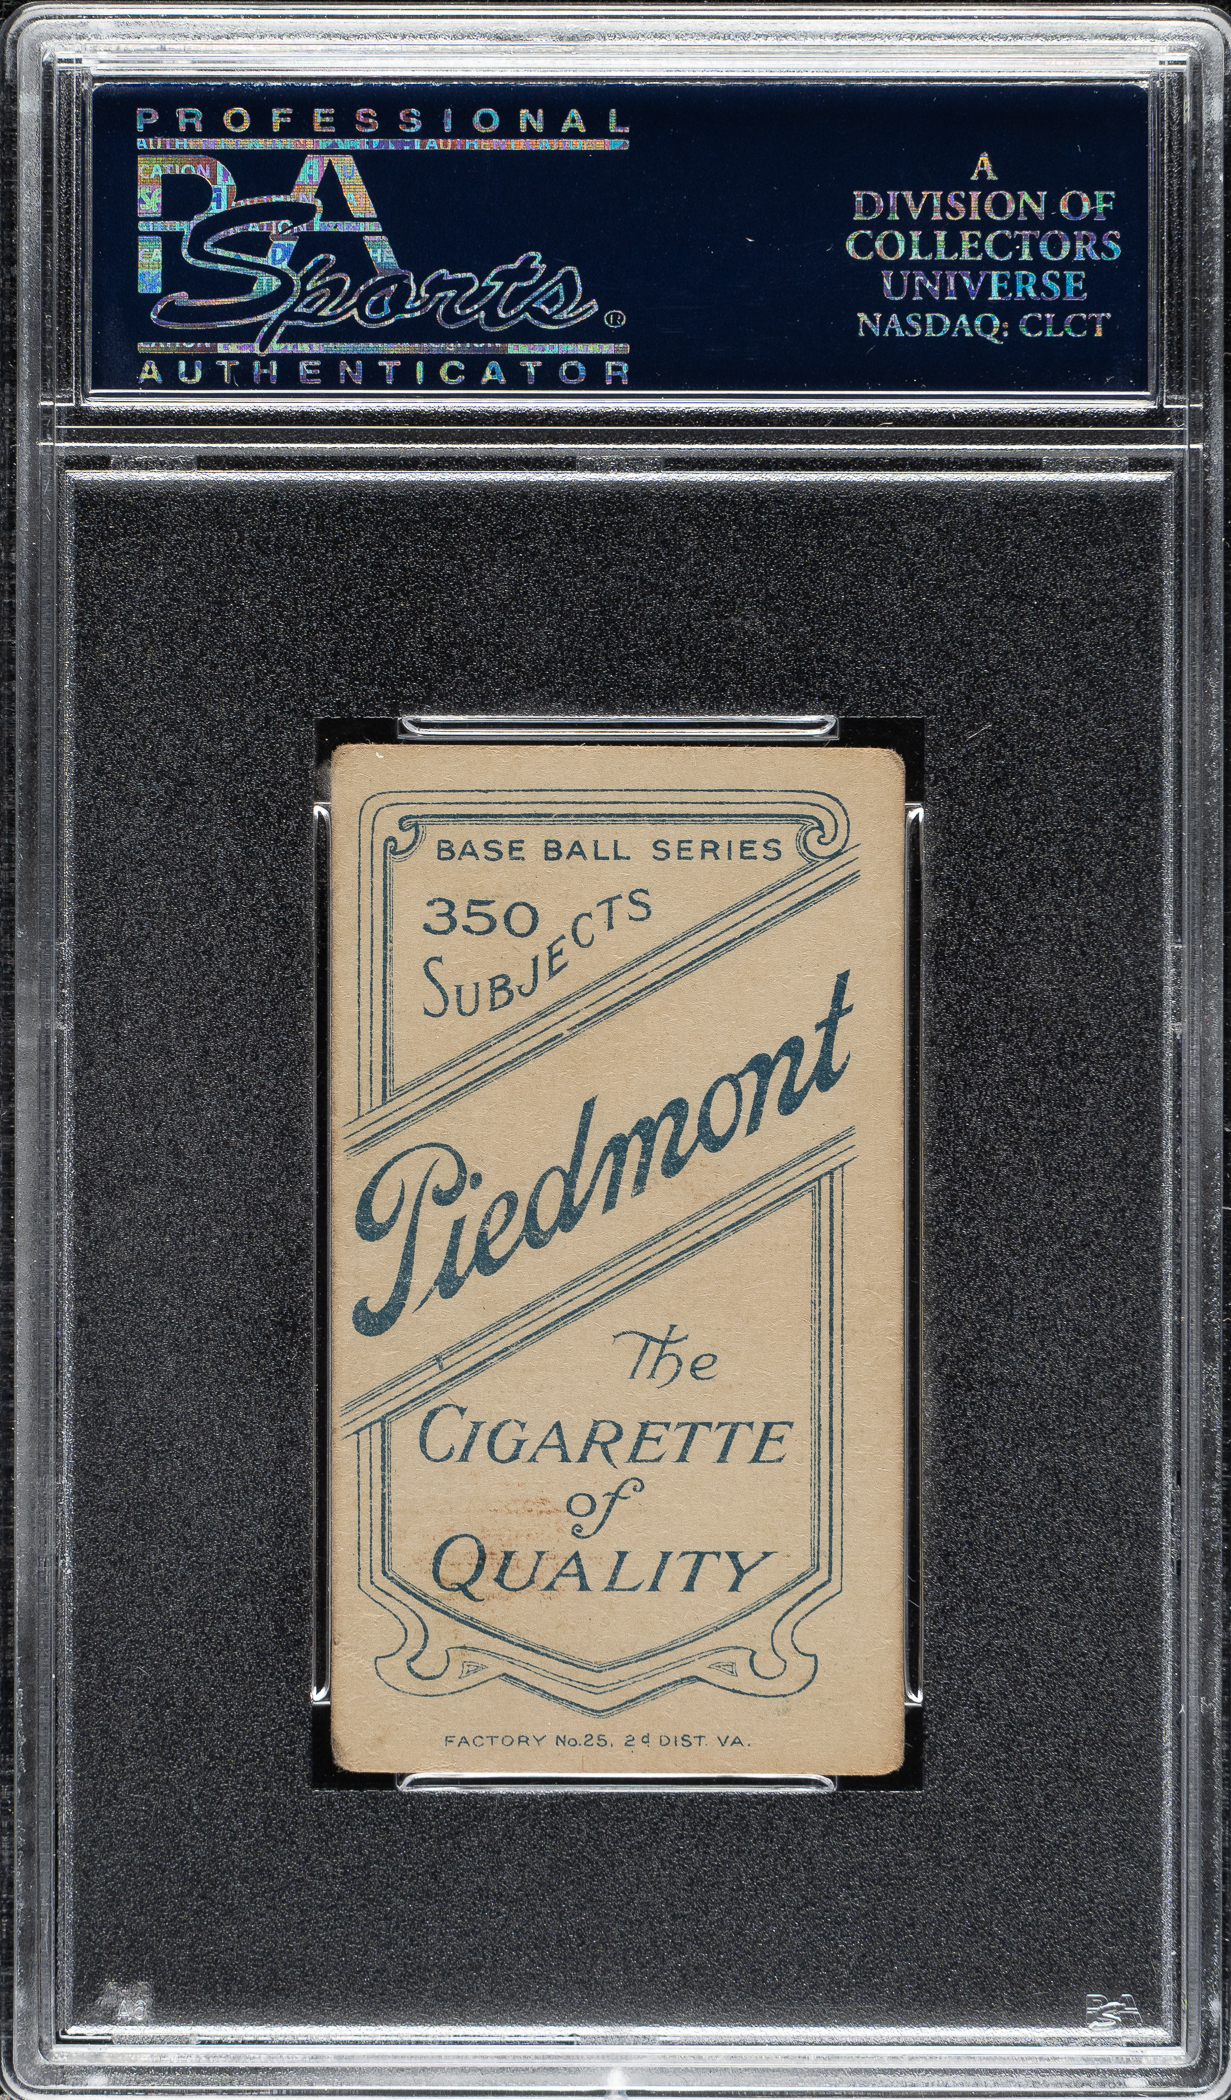 PROFESSIONAL
PSA
Sports®
AUTHENTICATOR
A
DIVISION OF
COLLECTORS
UNIVERSE
NASDAQ: CLCT
BASE BALL SERIES
350
SUBJECTS
Piedmont
The
CIGARETTE
of
QUALITY
FACTORY No.25, 2d DIST. VA.
PSA